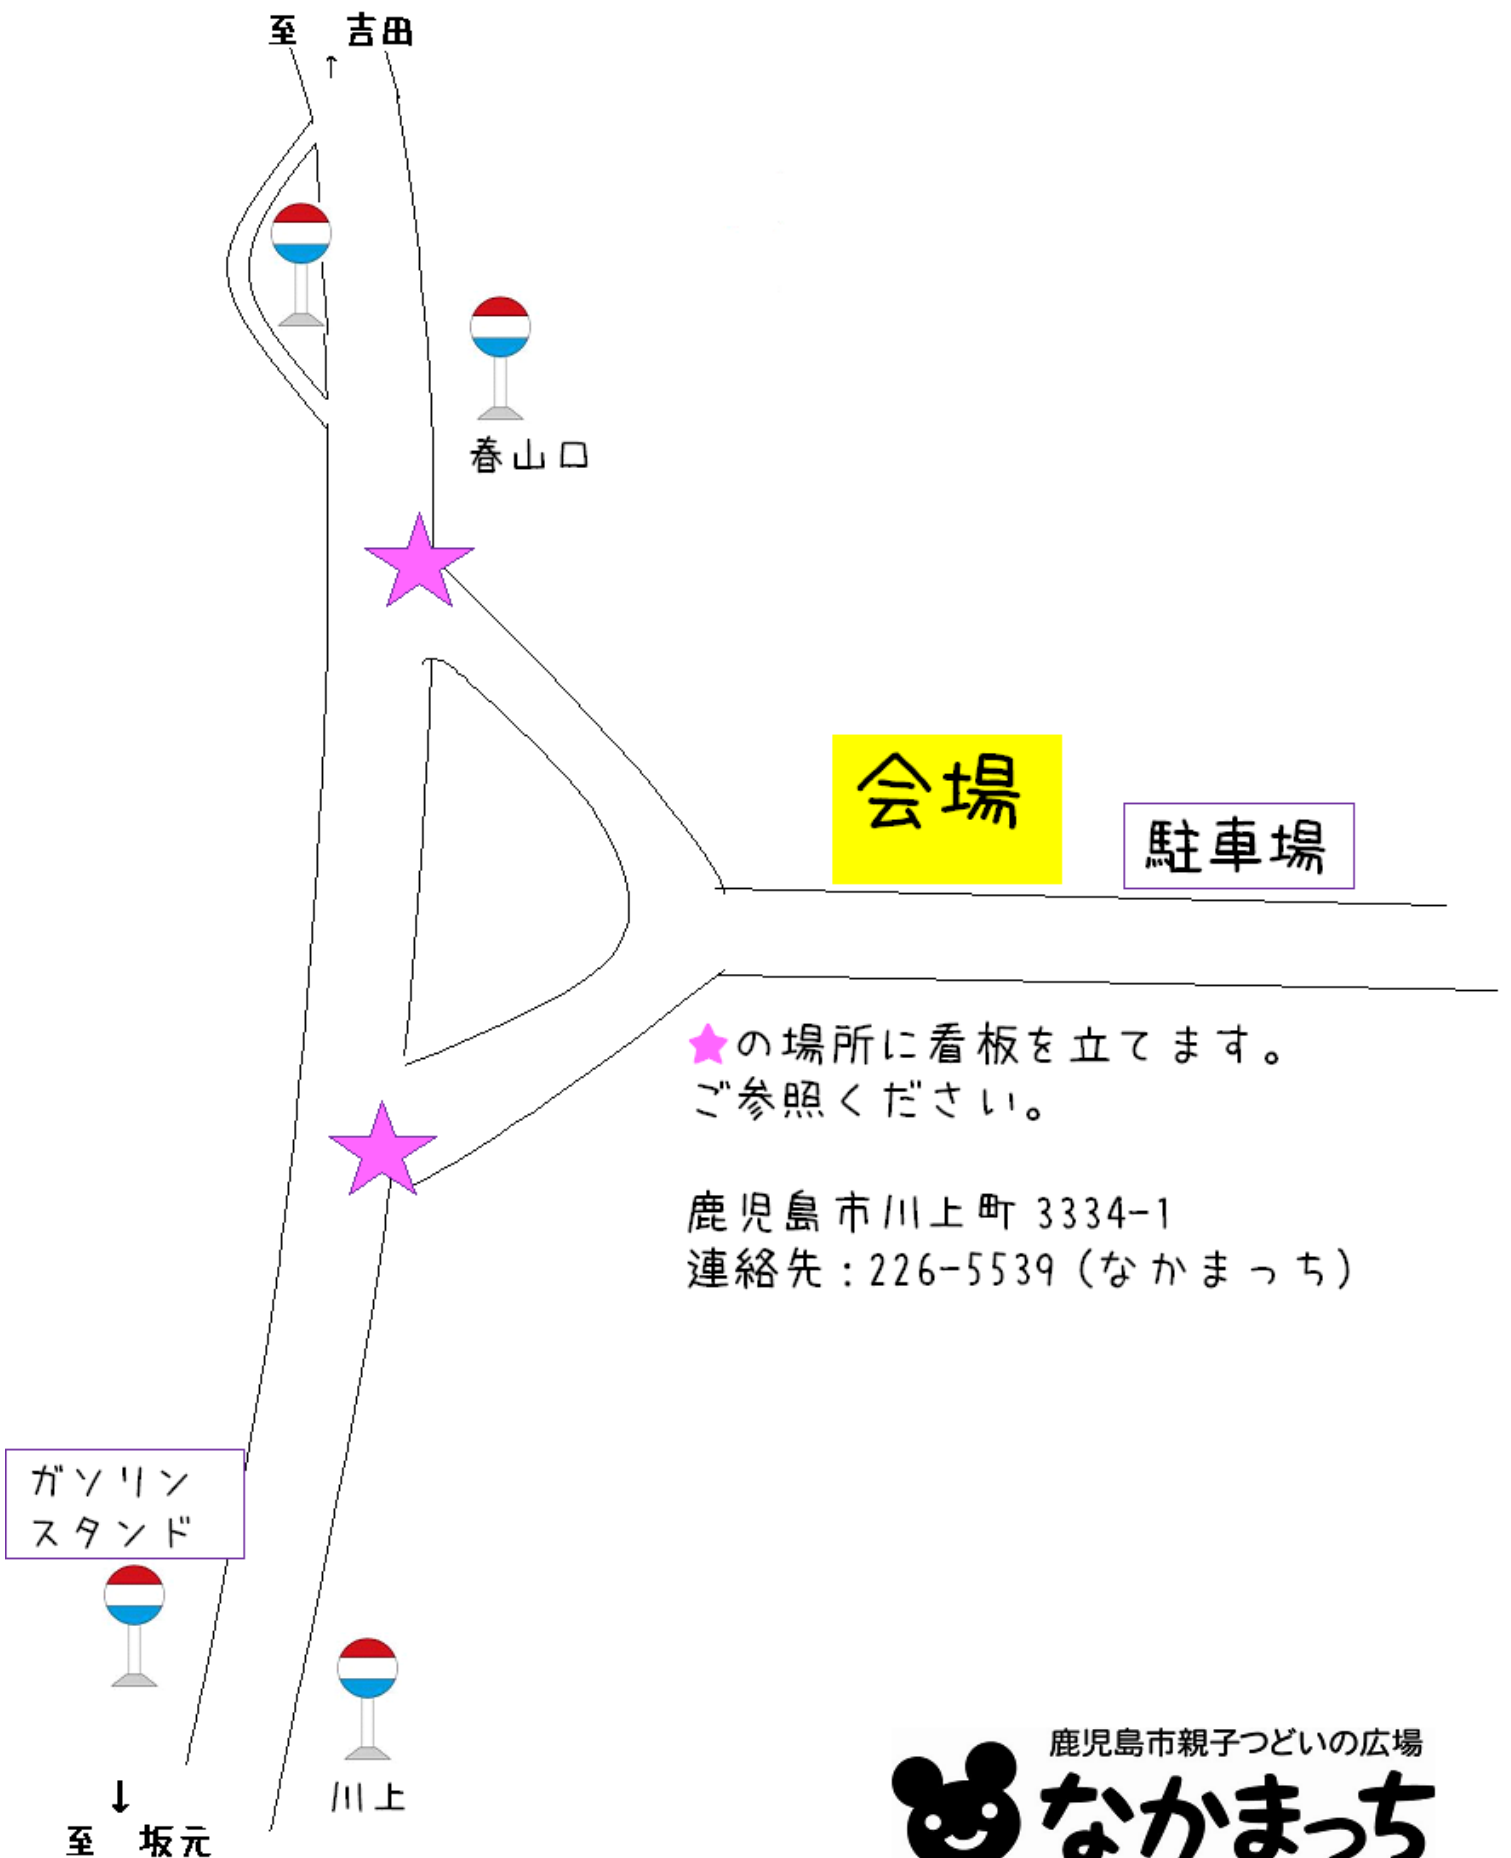 至 吉田
↑
春山口
会場
駐車場
★の場所に看板を立てます。
ご参照ください。
鹿児島市川上町 3334-1
連絡先:226-5539(なかまっち)
ガソリン
スタンド
川上
↓
至 坂元
鹿児島市親子つどいの広場
なかまっち